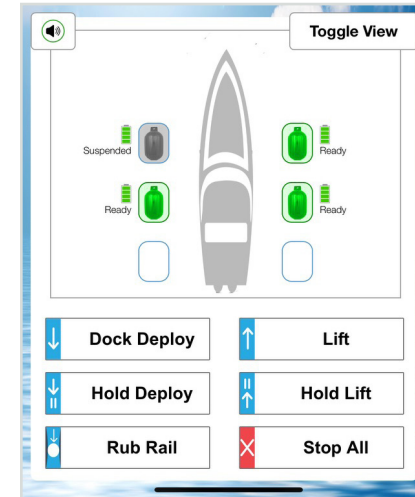 Toggle View
Suspended
Ready
Ready
Ready
Dock Deploy
Lift
Hold Deploy
Hold Lift
Rub Rail
Stop All